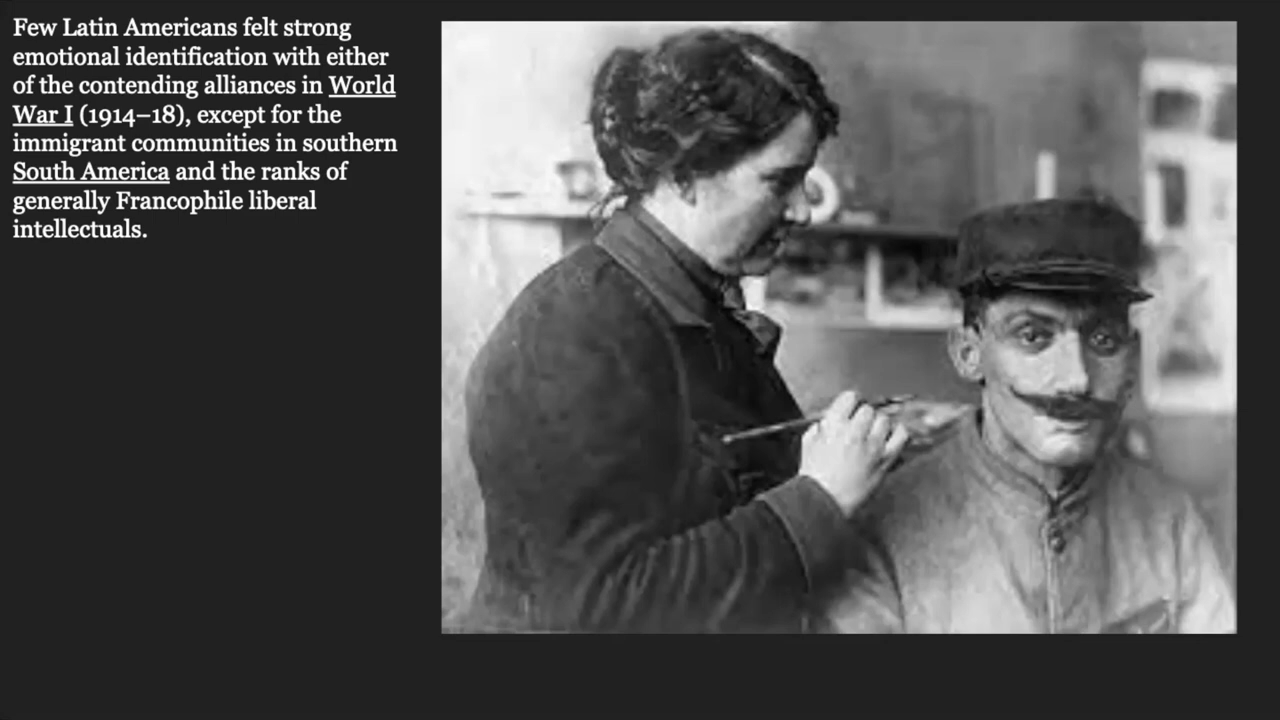 Few Latin Americans felt strong
emotional identification with either
of the contending alliances in World
War I (1914–18), except for the
immigrant communities in southern
South America and the ranks of
generally Francophile liberal
intellectuals.